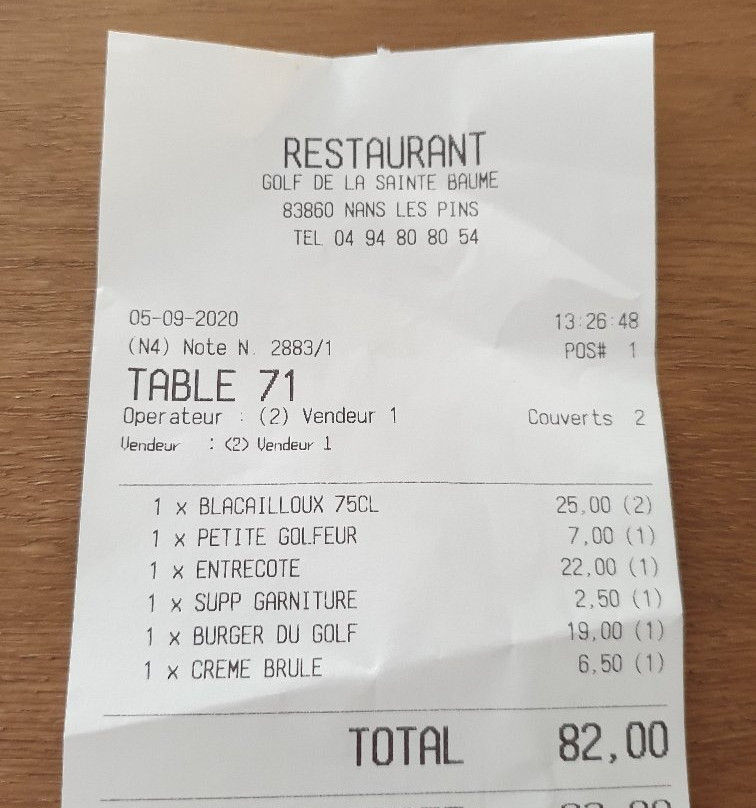 RESTAURANT
GOLF DE LA SAINTE BAUME
83860 NANS LES PINS
TEL 04 94 80 80 54
05-09-2020 13:26:48
(N4) Note N. 2883/1 POS# 1
TABLE 71
Operateur : (2) Vendeur 1 Couverts 2
Vendeur : (2) Vendeur 1
1 x BLACAILLOUX 75CL 25,00 (2)
1 x PETITE GOLFEUR 7,00 (1)
1 x ENTRECOTE 22,00 (1)
1 x SUPP GARNITURE 2,50 (1)
1 x BURGER DU GOLF 19,00 (1)
1 x CREME BRULE 6,50 (1)
TOTAL 82,00